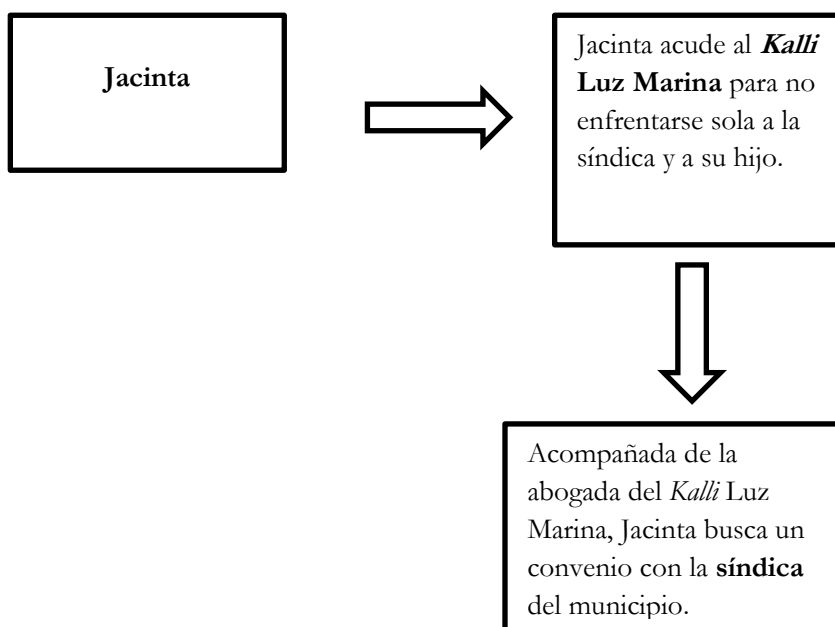 Jacinta
Jacinta acude al Kalli
Luz Marina para no
enfrentarse sola a la
síndica y a su hijo.
Acompañada de la
abogada del Kalli Luz
Marina, Jacinta busca un
convenio con la síndica
del municipio.